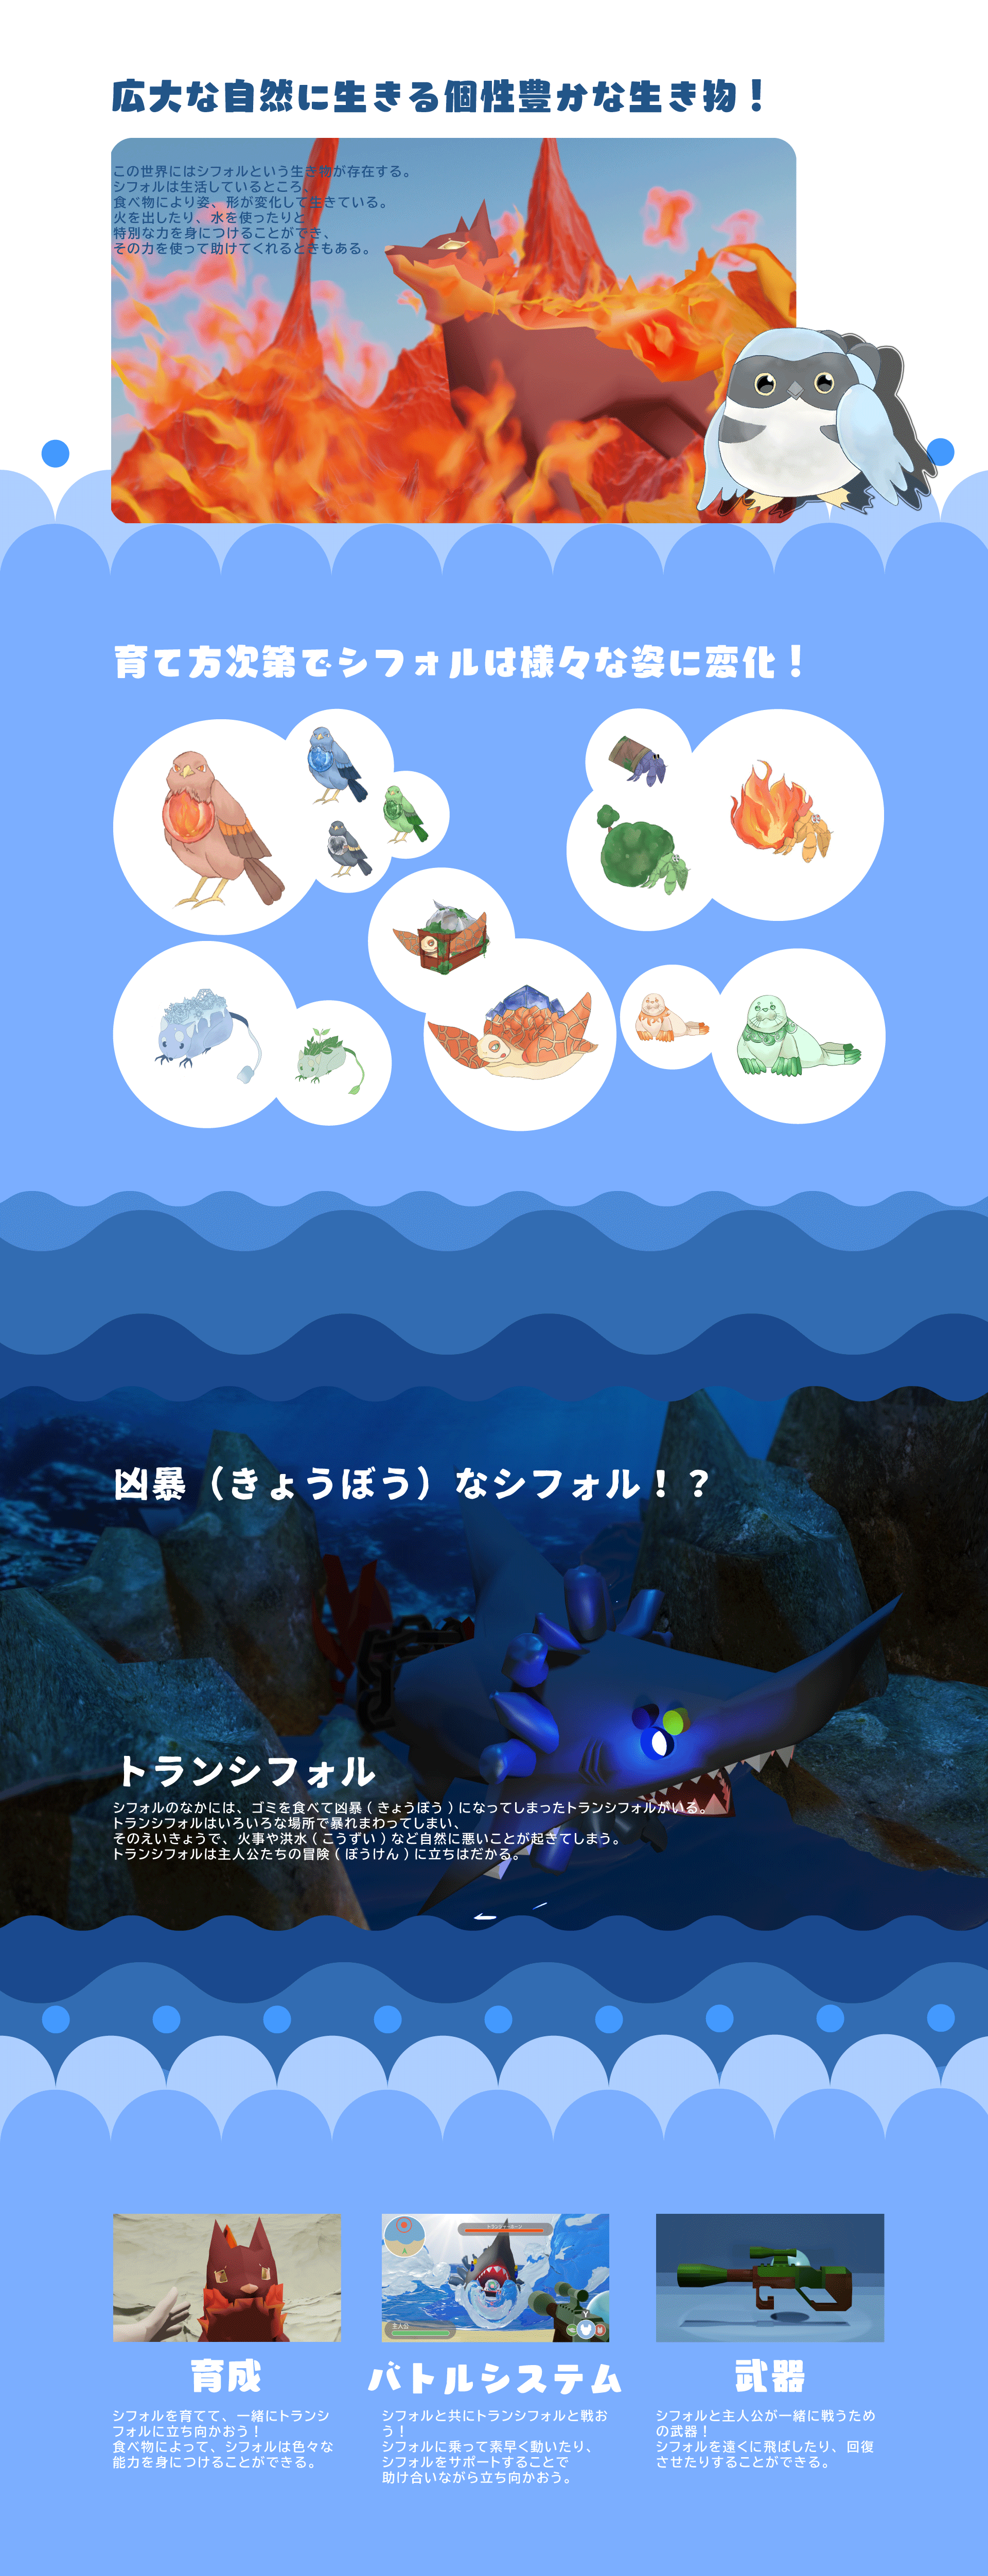 広大な自然に生きる個性豊かな生き物！
この世界にはシフォルという生き物が存在する。
シフォルは生活しているところ、
食べ物により姿、形が変化して生きている。
火を出したり、水を使ったりと
特別な力を身につけることができ、
その力を使って助けてくれるときもある。
育て方次第でシフォルは様々な姿に変化！
凶暴（きょうぼう）なシフォル！？
トランシフォル
シフォルのなかには、ゴミを食べて凶暴(きょうぼう)になってしまったトランシフォルがいる。
トランシフォルはいろいろな場所で暴れまわってしまい、
そのえいきょうで、火事や洪水(こうずい)など自然に悪いことが起きてしまう。
トランシフォルは主人公たちの冒険(ぼうけん)に立ちはだかる。
主人公
Y
育成
シフォルを育てて、一緒にトランシ
フォルに立ち向かおう！
食べ物によって、シフォルは色々な
能力を身につけることができる。
バトルシステム
シフォルと共にトランシフォルと戦お
う！
シフォルに乗って素早く動いたり、
シフォルをサポートすることで
助け合いながら立ち向かおう。
武器
シフォルと主人公が一緒に戦うため
の武器！
シフォルを遠くに飛ばしたり、回復
させたりすることができる。